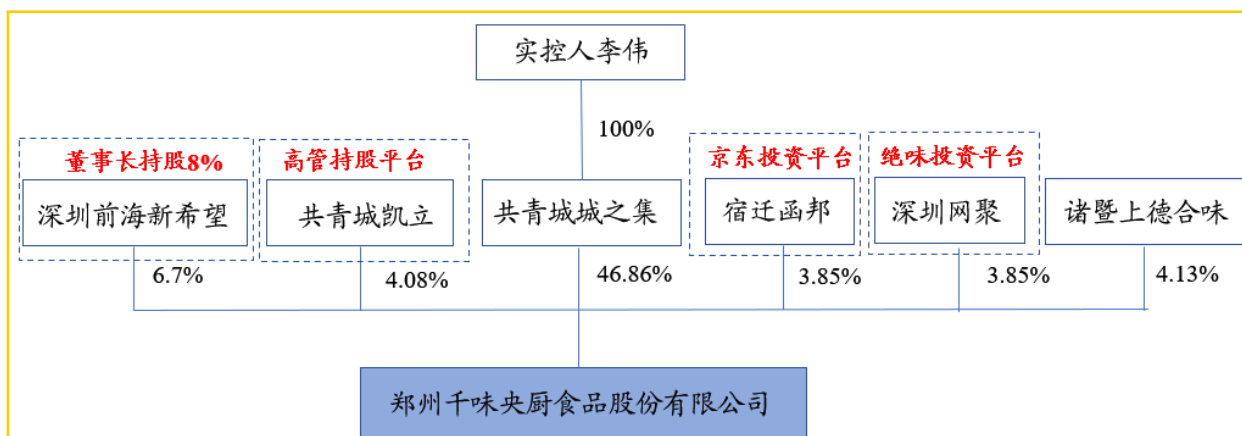 实控人李伟
100%
董事长持股8%
高管持股平台
京东投资平台
绝味投资平台
深圳前海新希望
共青城凯立
共青城城之集
宿迁函邦
深圳网聚
诸暨上德合味
6.7%
4.08%
46.86%
3.85%
3.85%
4.13%
郑州千味央厨食品股份有限公司